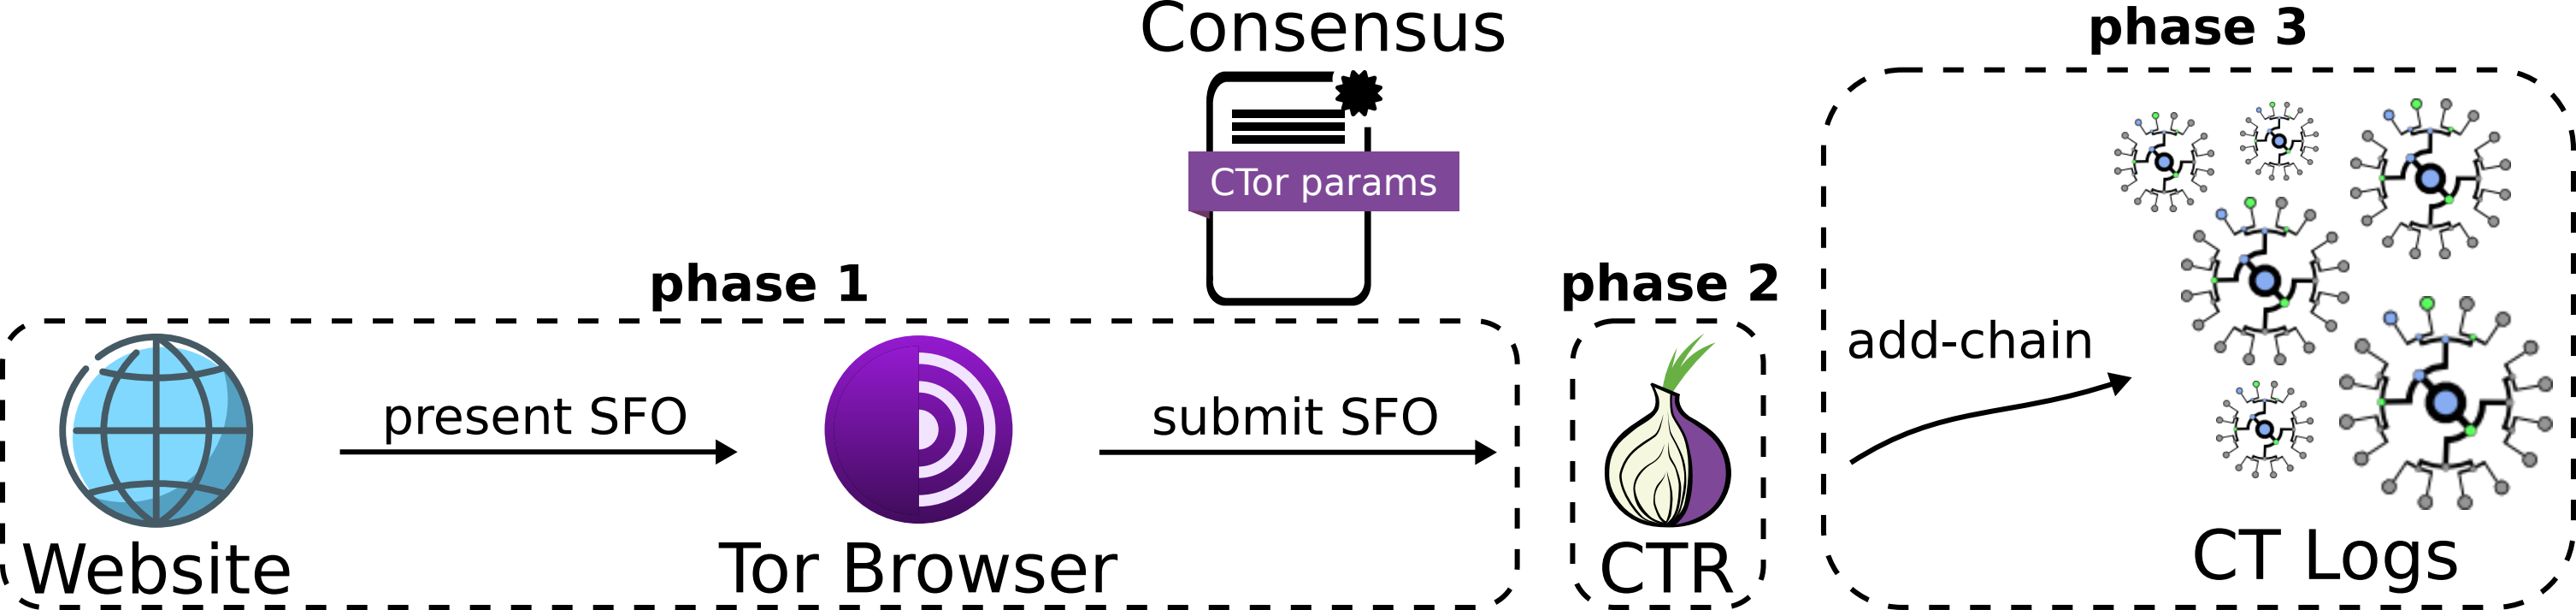 Consensus
CTor params
phase 1
phase 2
phase 3
present SFO
submit SFO
add-chain
Website
Tor Browser
CTR
CT Logs